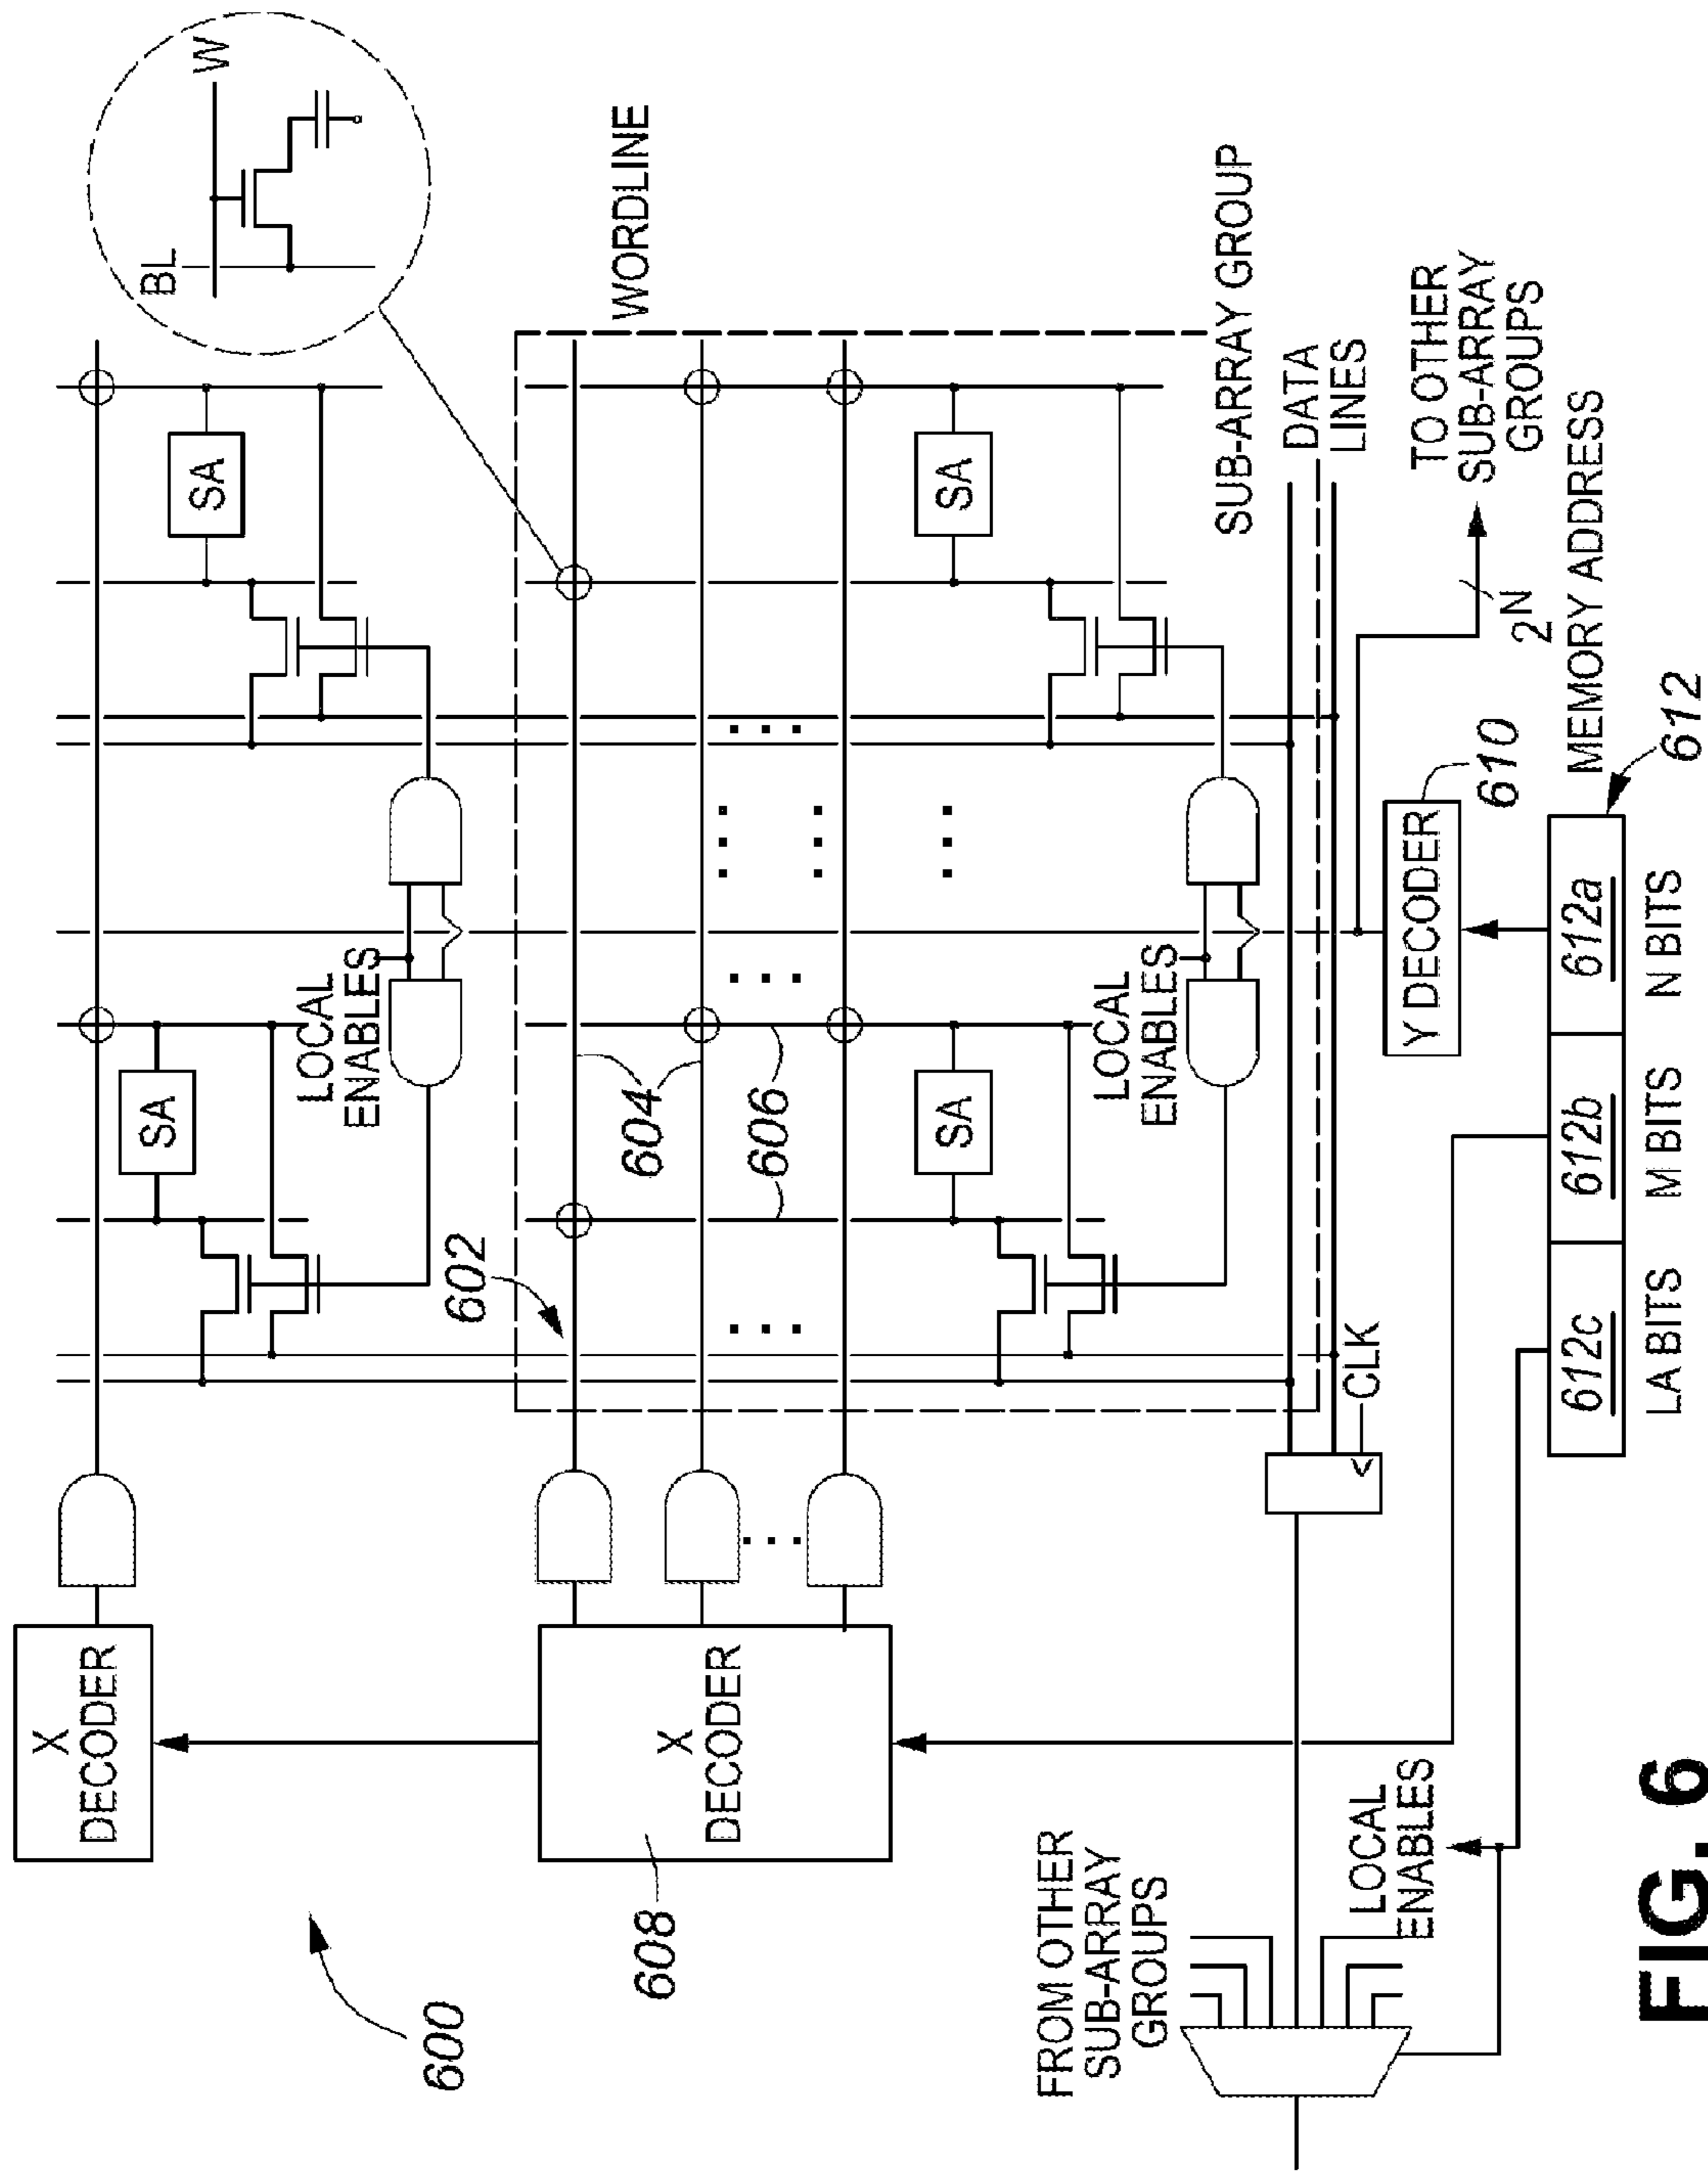 X
DECODER
SA
SA
BL
W
LOCAL
ENABLES
600
602
608
X
DECODER
604
606
WORDLINE
SA
SA
LOCAL
ENABLES
SUB-ARRAY GROUP
DATA
LINES
FROM OTHER
SUB-ARRAY
GROUPS
CLK
LOCAL
ENABLES
Y DECODER
610
2^N
TO OTHER
SUB-ARRAY
GROUPS
MEMORY ADDRESS
612c
612b
612a
612
LA BITS
M BITS
N BITS
FIG. 6